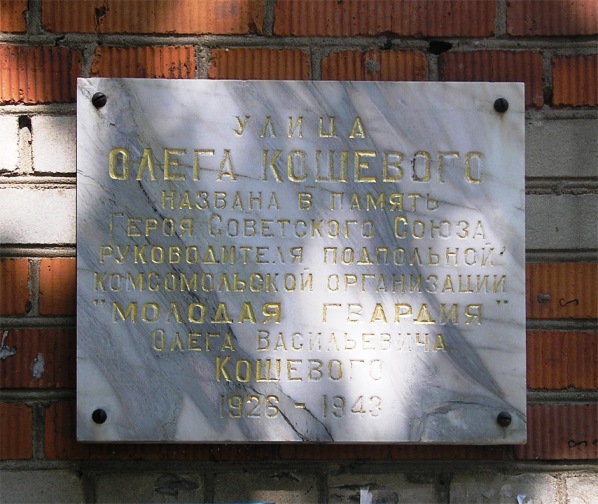 УЛИЦА
ОЛЕГА КОШЕВОГО
НАЗВАНА В ПАМЯТЬ
ГЕРОЯ СОВЕТСКОГО СОЮЗА
РУКОВОДИТЕЛЯ ПОДПОЛЬНОЙ
КОМСОМОЛЬСКОЙ ОРГАНИЗАЦИИ
"МОЛОДАЯ ГВАРДИЯ"
ОЛЕГА ВАСИЛЬЕВИЧА
КОШЕВОГО
1926 - 1943